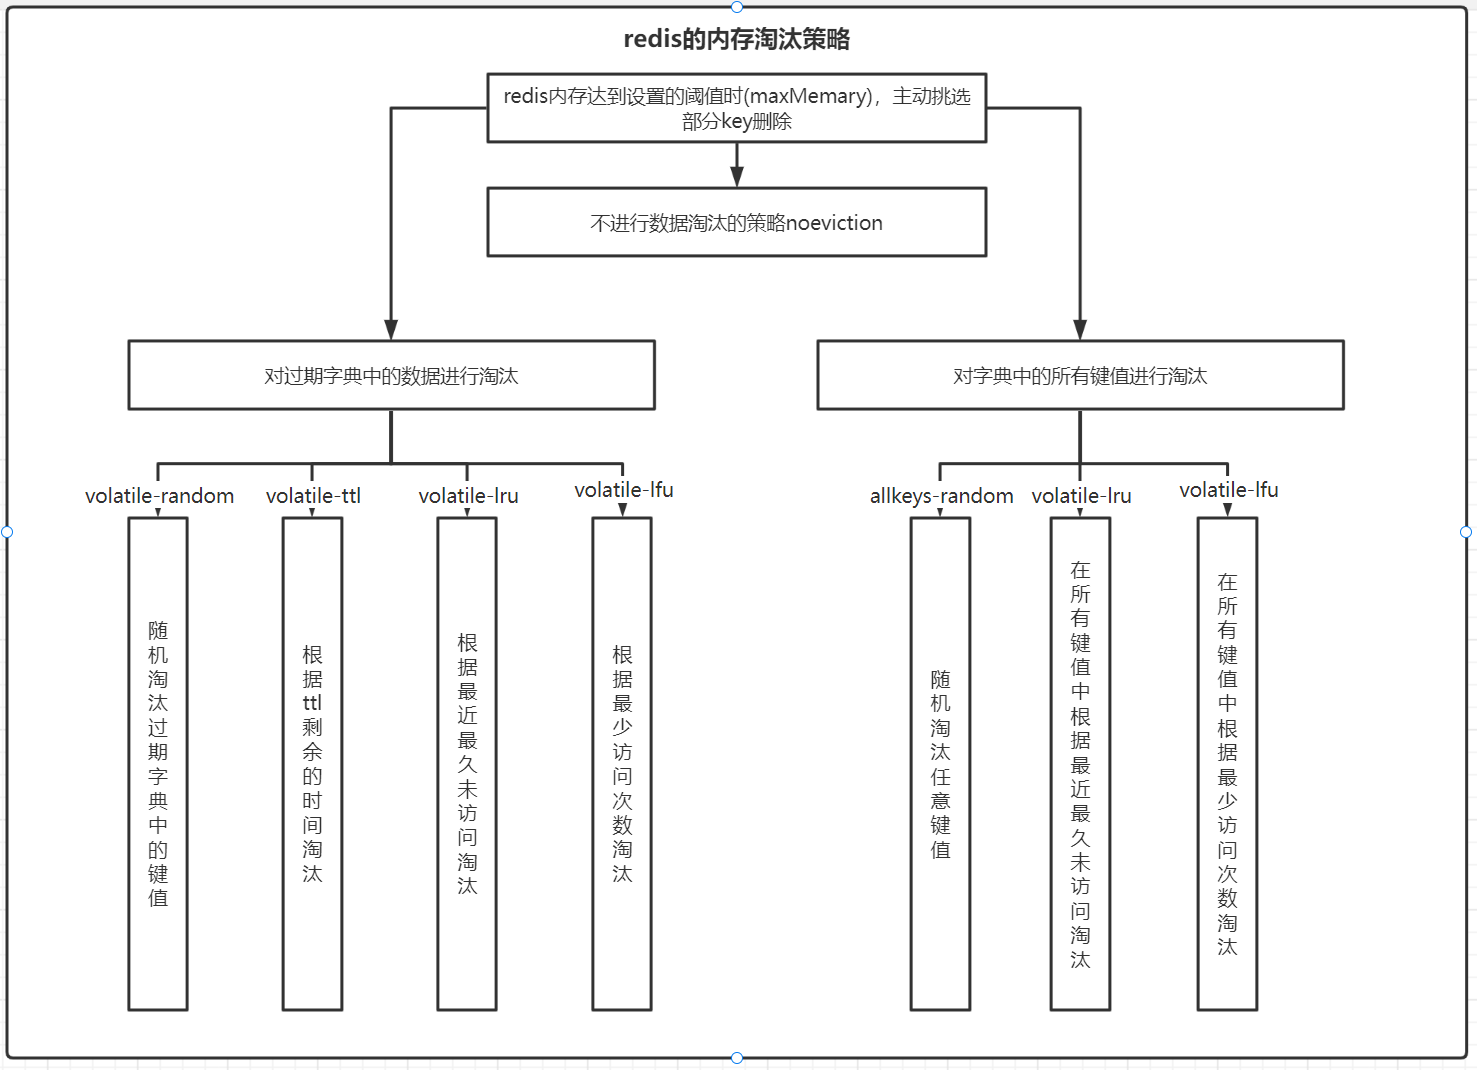 redis的内存淘汰策略
redis内存达到设置的阈值时(maxMemary)，主动挑选
部分key删除
不进行数据淘汰的策略noeviction
对过期字典中的数据进行淘汰
对字典中的所有键值进行淘汰
volatile-random
volatile-ttl
volatile-lru
volatile-lfu
allkeys-random
volatile-lru
volatile-lfu
随机淘汰过期字典中的键值
根据ttl剩余的时间淘汰
根据最近最久未访问淘汰
根据最少访问次数淘汰
随机淘汰任意键值
在所有键值中根据最近最久未访问淘汰
在所有键值中根据最少访问次数淘汰